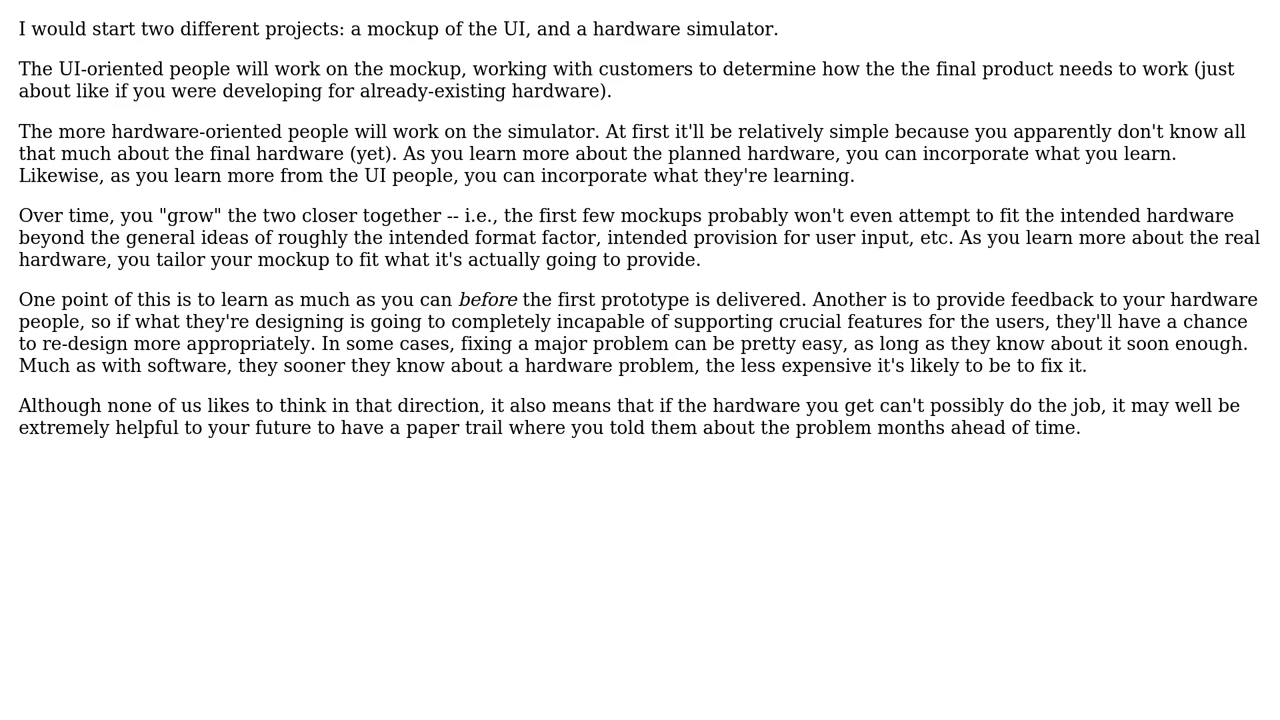 I would start two different projects: a mockup of the UI, and a hardware simulator.
The UI-oriented people will work on the mockup, working with customers to determine how the the final product needs to work (just
about like if you were developing for already-existing hardware).
The more hardware-oriented people will work on the simulator. At first it'll be relatively simple because you apparently don't know all
that much about the final hardware (yet). As you learn more about the planned hardware, you can incorporate what you learn.
Likewise, as you learn more from the UI people, you can incorporate what they're learning.
Over time, you "grow" the two closer together -- i.e., the first few mockups probably won't even attempt to fit the intended hardware
beyond the general ideas of roughly the intended format factor, intended provision for user input, etc. As you learn more about the real
hardware, you tailor your mockup to fit what it's actually going to provide.
One point of this is to learn as much as you can before the first prototype is delivered. Another is to provide feedback to your hardware
people, so if what they're designing is going to completely incapable of supporting crucial features for the users, they'll have a chance
to re-design more appropriately. In some cases, fixing a major problem can be pretty easy, as long as they know about it soon enough.
Much as with software, they sooner they know about a hardware problem, the less expensive it's likely to be to fix it.
Although none of us likes to think in that direction, it also means that if the hardware you get can't possibly do the job, it may well be
extremely helpful to your future to have a paper trail where you told them about the problem months ahead of time.